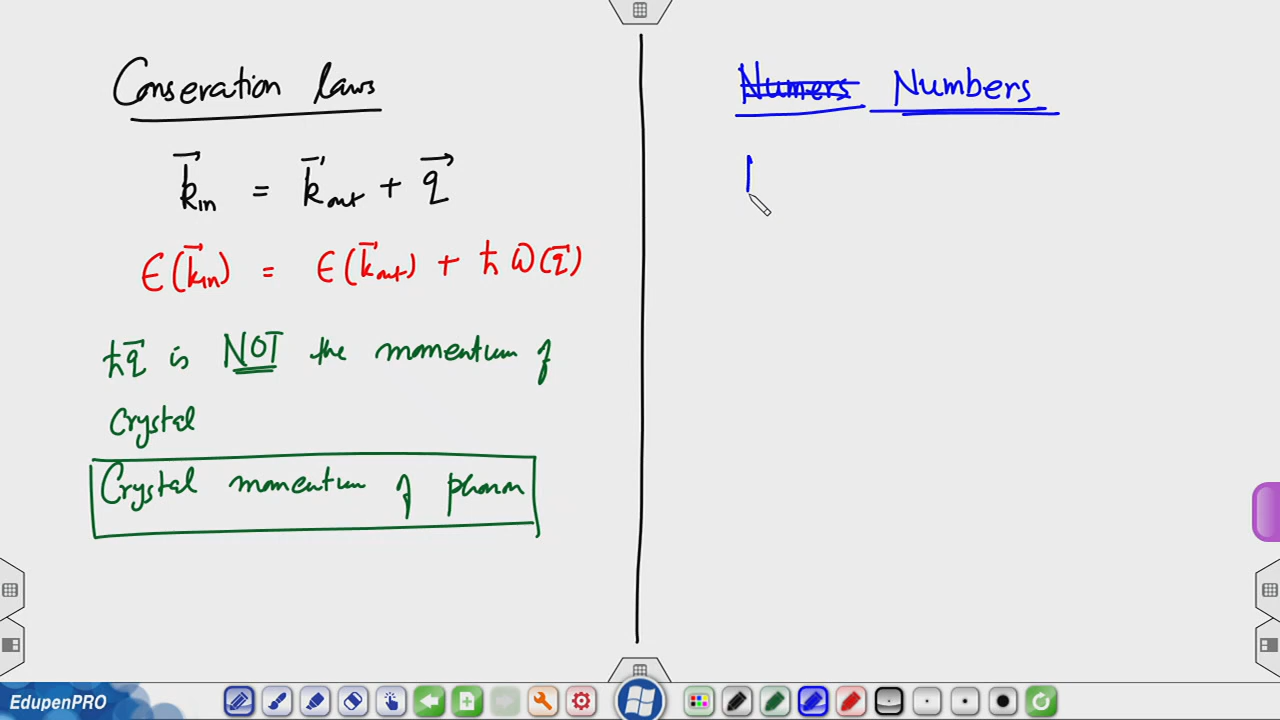 Conseration laws
k⃗in = k⃗out + q⃗
ϵ(k⃗in) = ϵ(k⃗out) + ħω(q⃗)
ħq⃗ is NOT the momentum of
Crystal
Crystal momentum of phonon
Numers Numbers
EdupenPRO